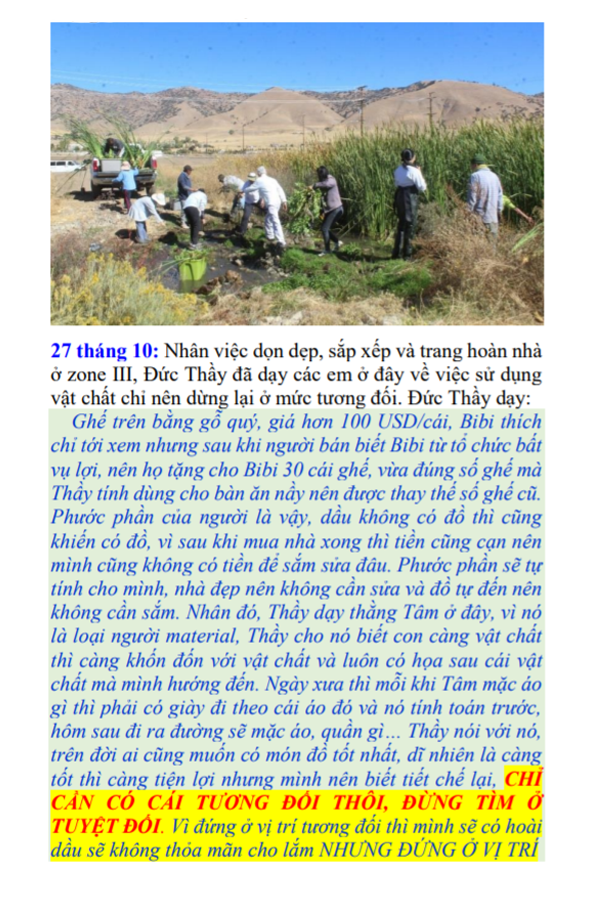 27 tháng 10: Nhân việc dọn dẹp, sắp xếp và trang hoàn nhà
ở zone III, Đức Thầy đã dạy các em ở đây về việc sử dụng
vật chất chỉ nên dừng lại ở mức tương đối. Đức Thầy dạy:
Ghế trên bằng gỗ quý, giá hơn 100 USD/cái, Bibi thích
chỉ tới xem nhưng sau khi người bán biết Bibi từ tổ chức bất
vụ lợi, nên họ tặng cho Bibi 30 cái ghế, vừa đúng số ghế mà
Thầy tính dùng cho bàn ăn nầy nên được thay thế số ghế cũ.
Phước phần của người là vậy, dầu không có đồ thì cũng
khiến có đồ, vì sau khi mua nhà xong thì tiền cũng cạn nên
mình cũng không có tiền để sắm sửa đâu. Phước phần sẽ tự
tính cho mình, nhà đẹp nên không cần sửa và đồ tự đến nên
không cần sắm. Nhân đó, Thầy dạy thằng Tâm ở đây, vì nó
là loại người material, Thầy cho nó biết con càng vật chất
thì càng khốn đốn với vật chất và luôn có họa sau cái vật
chất mà mình hướng đến. Ngày xưa thì mỗi khi Tâm mặc áo
gì thì phải có giày đi theo cái áo đó và nó tính toán trước,
hôm sau đi ra đường sẽ mặc áo, quần gì... Thầy nói với nó,
trên đời ai cũng muốn có món đồ tốt nhất, dĩ nhiên là càng
tốt thì càng tiện lợi nhưng mình nên biết tiết chế lại, CHỈ
CẦN CÓ CÁI TƯƠNG ĐỐI THÔI, ĐỪNG TÌM Ở
TUYỆT ĐỐI. Vì đứng ở vị trí tương đối thì mình sẽ có hoài
dầu sẽ không thỏa mãn cho lắm NHƯNG ĐỨNG Ở VỊ TRÍ